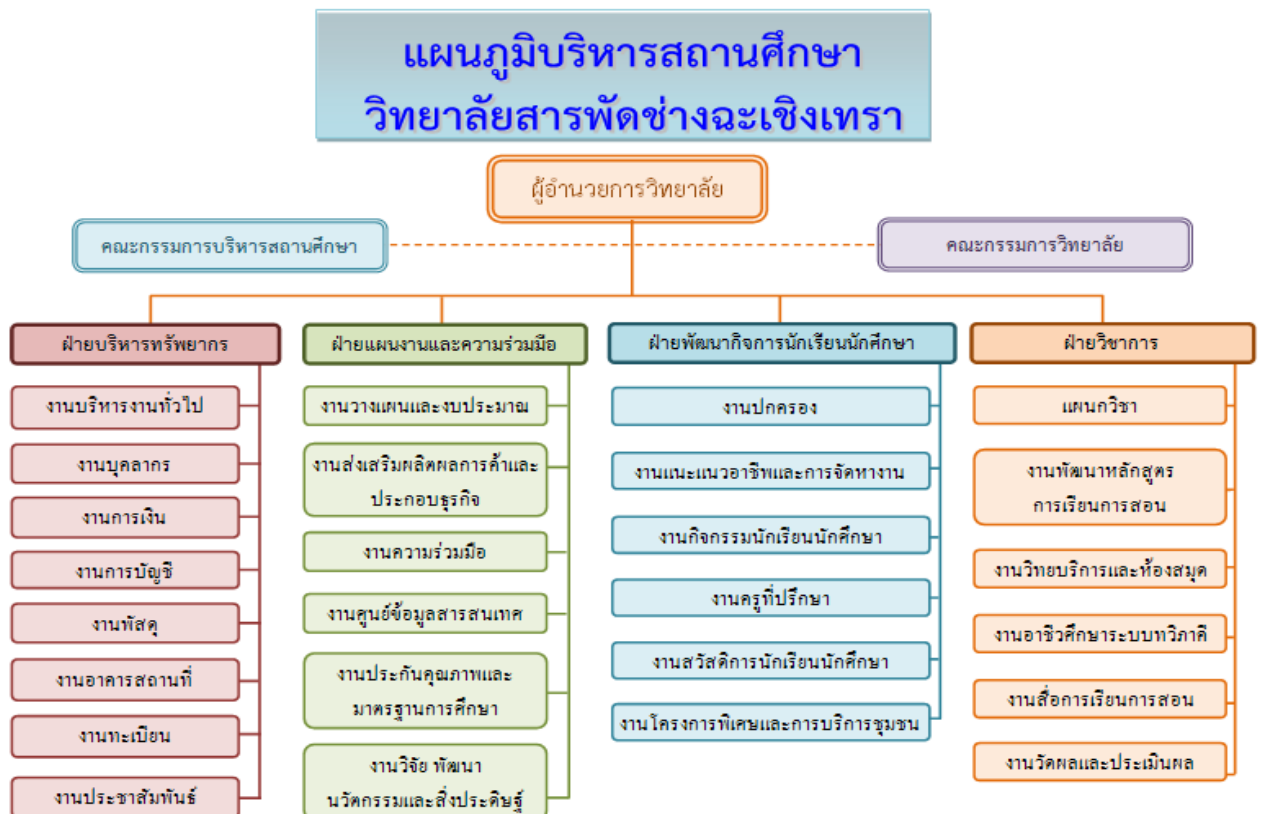 แผนภูมิบริหารสถานศึกษา
วิทยาลัยสารพัดช่างฉะเชิงเทรา
ผู้อำนวยการวิทยาลัย
คณะกรรมการบริหารสถานศึกษา
คณะกรรมการวิทยาลัย
ฝ่ายบริหารทรัพยากร
งานบริหารงานทั่วไป
งานบุคลากร
งานการเงิน
งานการบัญชี
งานพัสดุ
งานอาคารสถานที่
งานทะเบียน
งานประชาสัมพันธ์
ฝ่ายแผนงานและความร่วมมือ
งานวางแผนและงบประมาณ
งานส่งเสริมผลิตผลการค้าและ
ประกอบธุรกิจ
งานความร่วมมือ
งานศูนย์ข้อมูลสารสนเทศ
งานประกันคุณภาพและ
มาตรฐานการศึกษา
งานวิจัย พัฒนา
นวัตกรรมและสิ่งประดิษฐ์
ฝ่ายพัฒนากิจการนักเรียนนักศึกษา
งานปกครอง
งานแนะแนวอาชีพและการจัดหางาน
งานกิจกรรมนักเรียนนักศึกษา
งานครูที่ปรึกษา
งานสวัสดิการนักเรียนนักศึกษา
งานโครงการพิเศษและการบริการชุมชน
ฝ่ายวิชาการ
แผนกวิชา
งานพัฒนาหลักสูตร
การเรียนการสอน
งานวิทยบริการและห้องสมุด
งานอาชีวศึกษาระบบทวิภาคี
งานสื่อการเรียนการสอน
งานวัดผลและประเมินผล